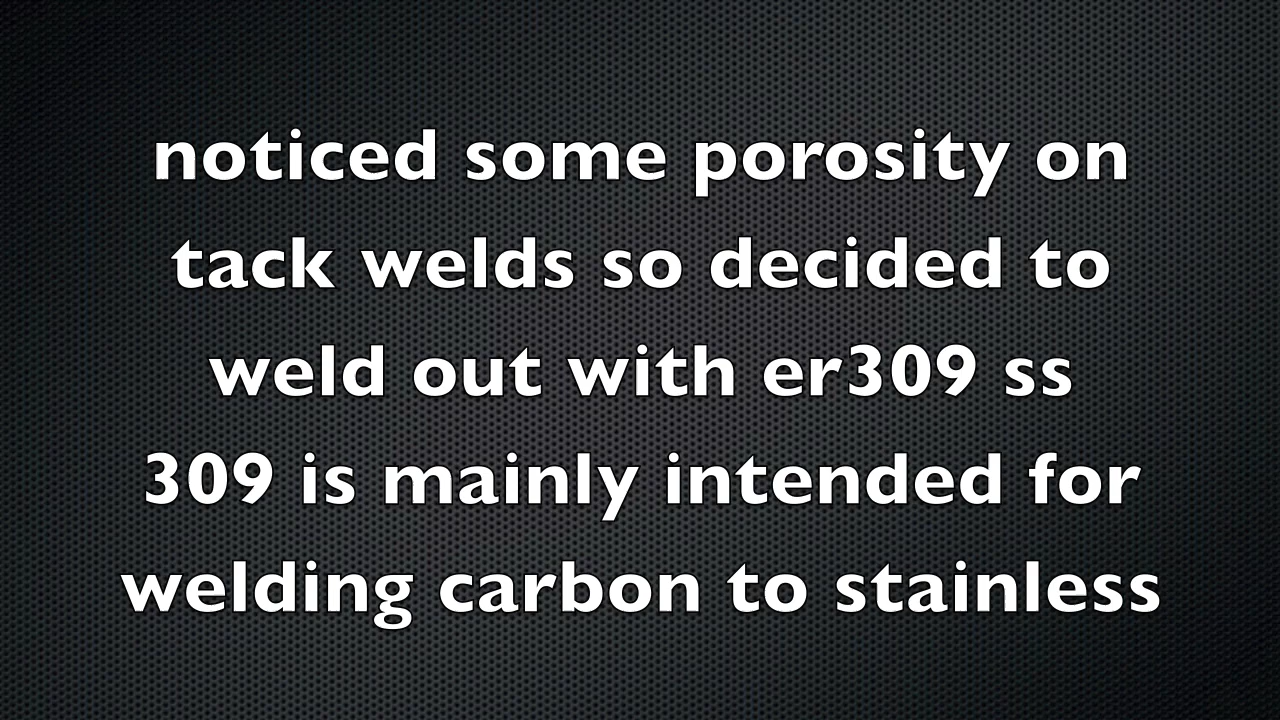 noticed some porosity on
tack welds so decided to
weld out with er309 ss
309 is mainly intended for
welding carbon to stainless